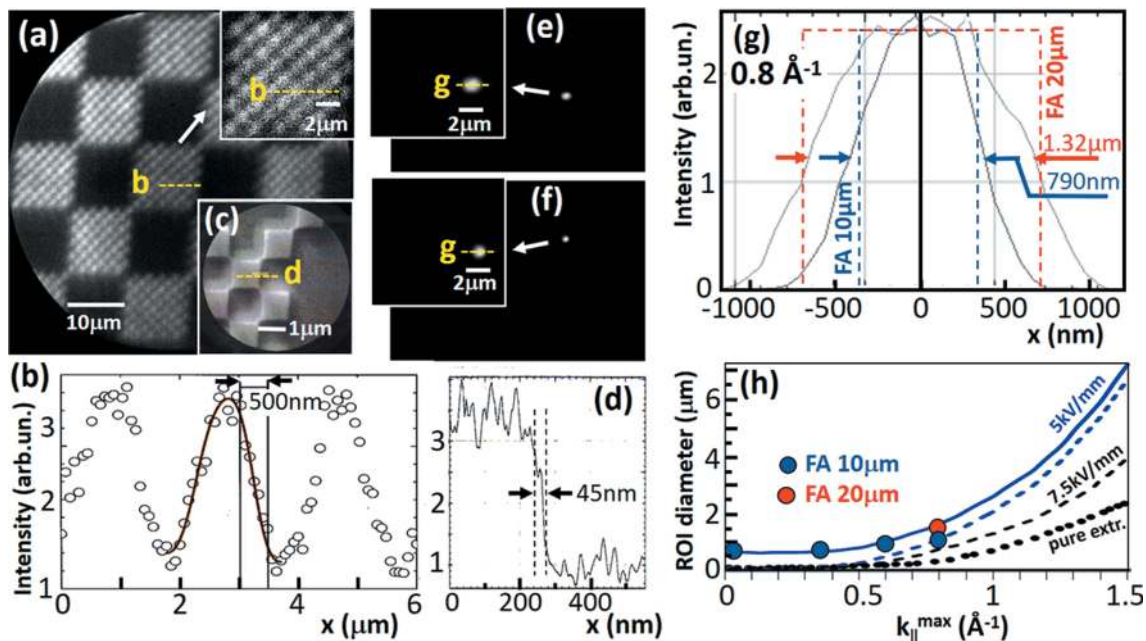 (a)
b
2μm
b
10μm
(c)
d
1μm
(e)
g
2μm
(f)
g
2μm
(g)
0.8 Å⁻¹
Intensity (arb.un.)
2
1
0
FA 20μm
FA 10μm
1.32μm
790nm
-1000 -500 0 500 1000
x (nm)
(b)
Intensity (arb.un.)
3
2
1
500nm
0 2 4 6
x (μm)
(d)
3
2
1
45nm
0 200 400
x (nm)
(h)
ROI diameter (μm)
6
4
2
0
FA 10μm
FA 20μm
5kV/mm
7.5kV/mm
pure extr.
0 0.5 1.0 1.5
k||ᵐᵃˣ (Å⁻¹)